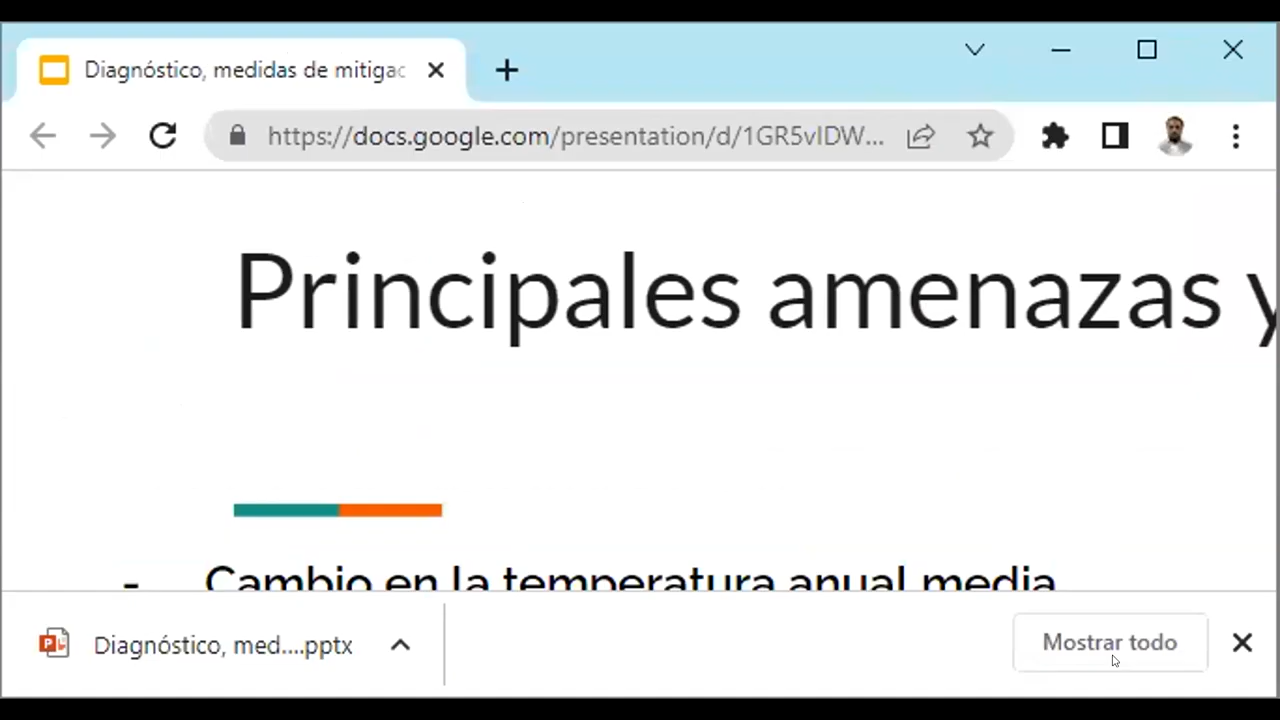 Diagnóstico, medidas de mitigac
https://docs.google.com/presentation/d/1GR5vIDW...
Principales amenazas y
- Cambio en la temperatura anual media
Diagnóstico, med....pptx
Mostrar todo